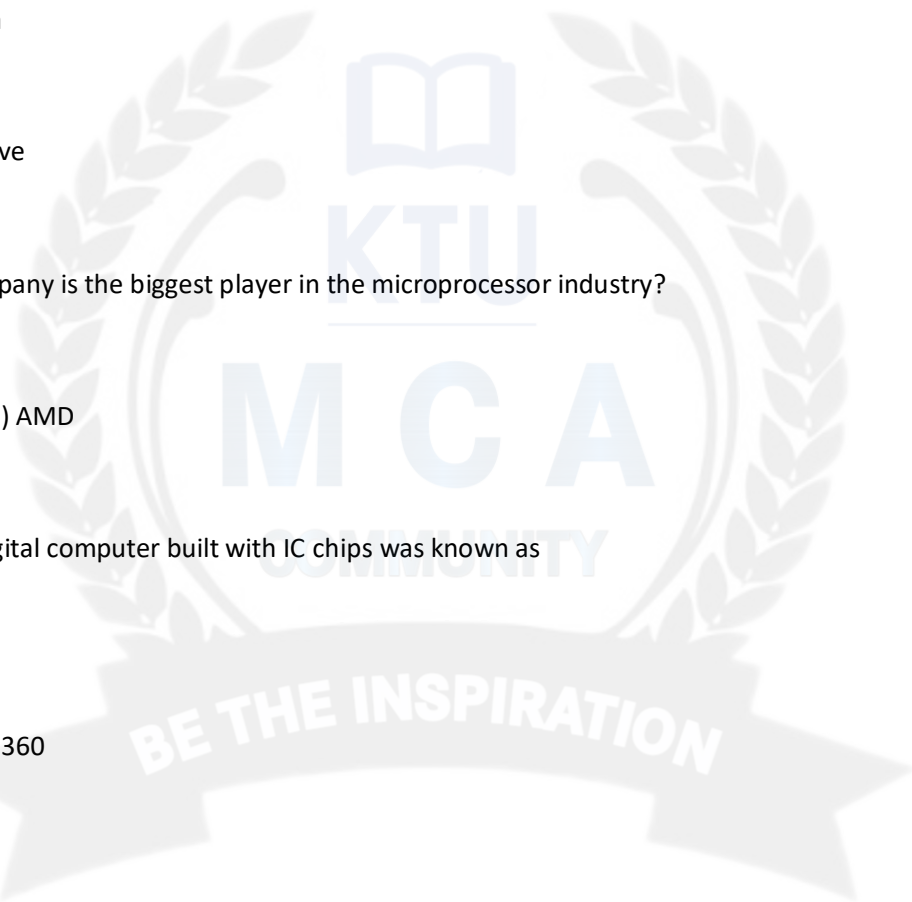 ve
pany is the biggest player in the microprocessor industry?
) AMD
gital computer built with IC chips was known as
360
KTU
MCA
COMMUNITY
BE THE INSPIRATION